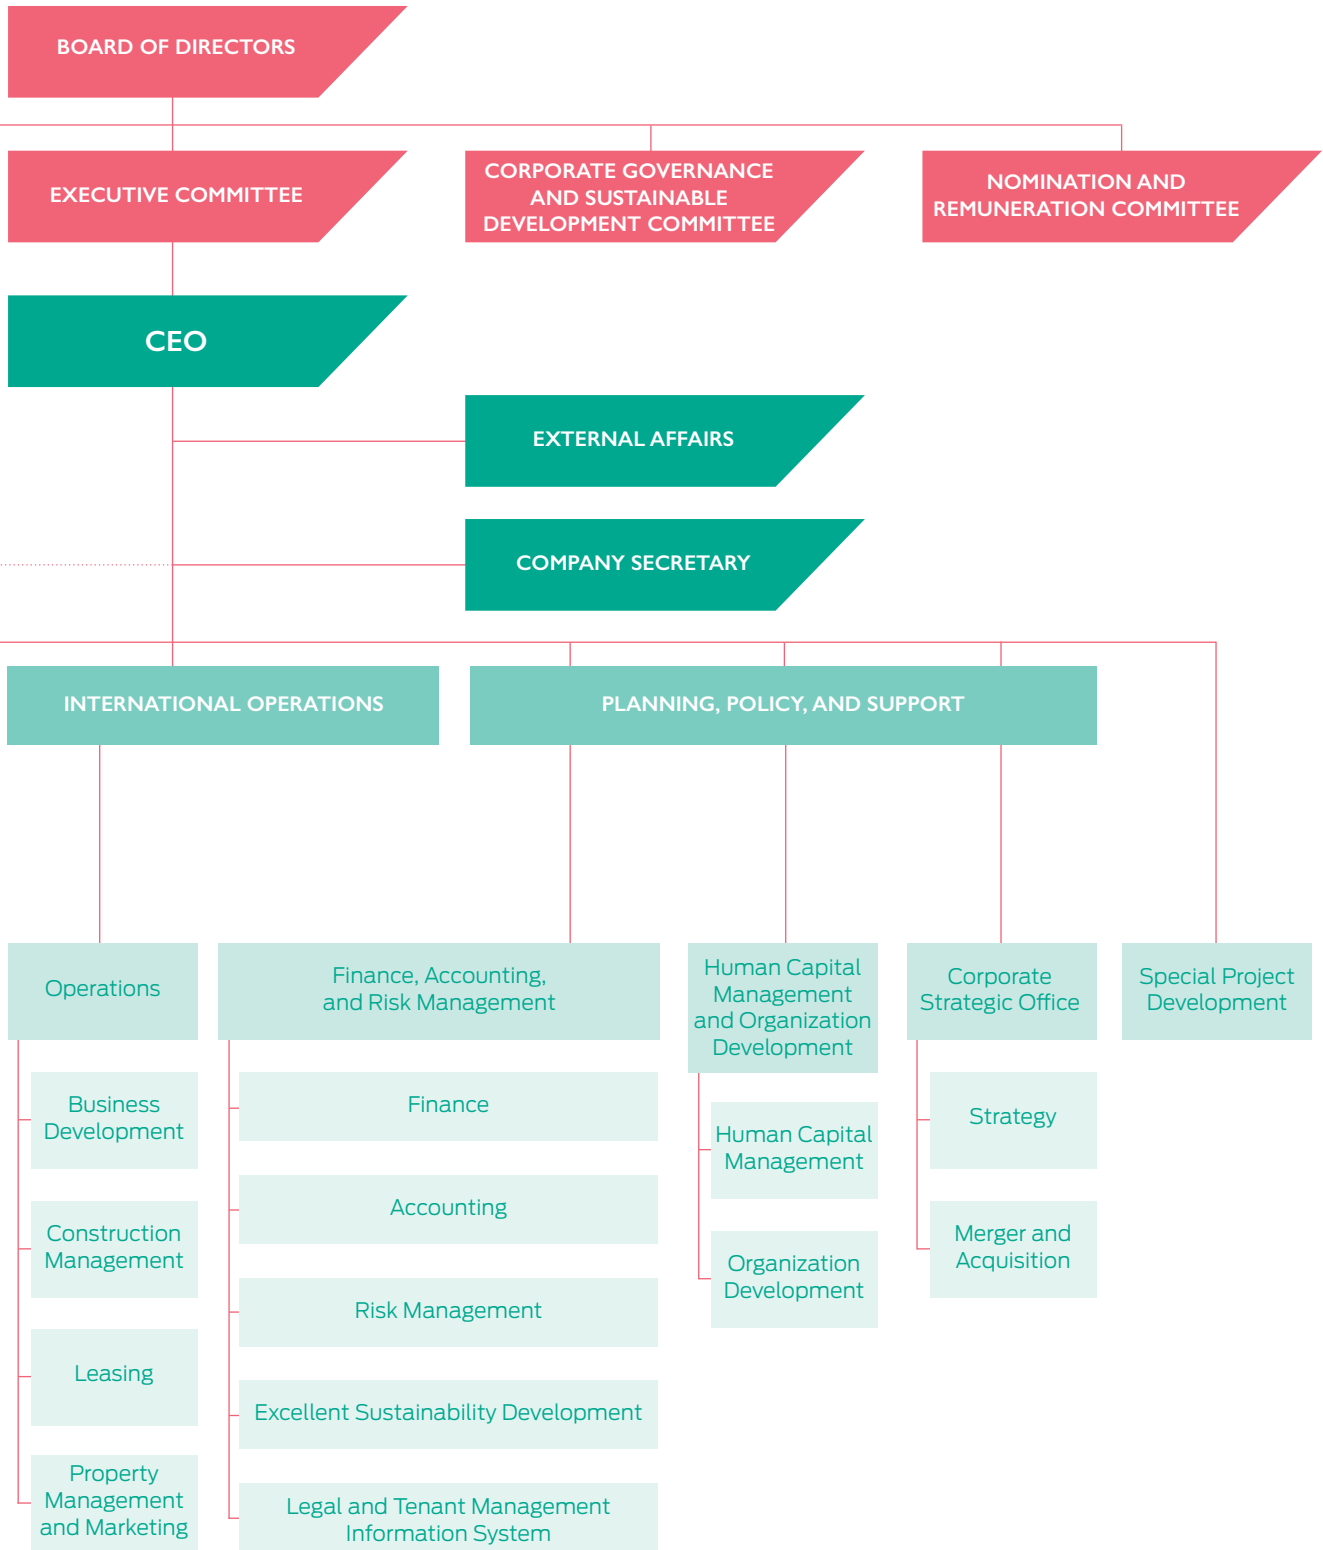 BOARD OF DIRECTORS
EXECUTIVE COMMITTEE
CORPORATE GOVERNANCE
AND SUSTAINABLE
DEVELOPMENT COMMITTEE
NOMINATION AND
REMUNERATION COMMITTEE
CEO
EXTERNAL AFFAIRS
COMPANY SECRETARY
INTERNATIONAL OPERATIONS
PLANNING, POLICY, AND SUPPORT
Operations
Business
Development
Construction
Management
Leasing
Property
Management
and Marketing
Finance, Accounting,
and Risk Management
Finance
Accounting
Risk Management
Excellent Sustainability Development
Legal and Tenant Management
Information System
Human Capital
Management
and Organization
Development
Human Capital
Management
Organization
Development
Corporate
Strategic Office
Strategy
Merger and
Acquisition
Special Project
Development